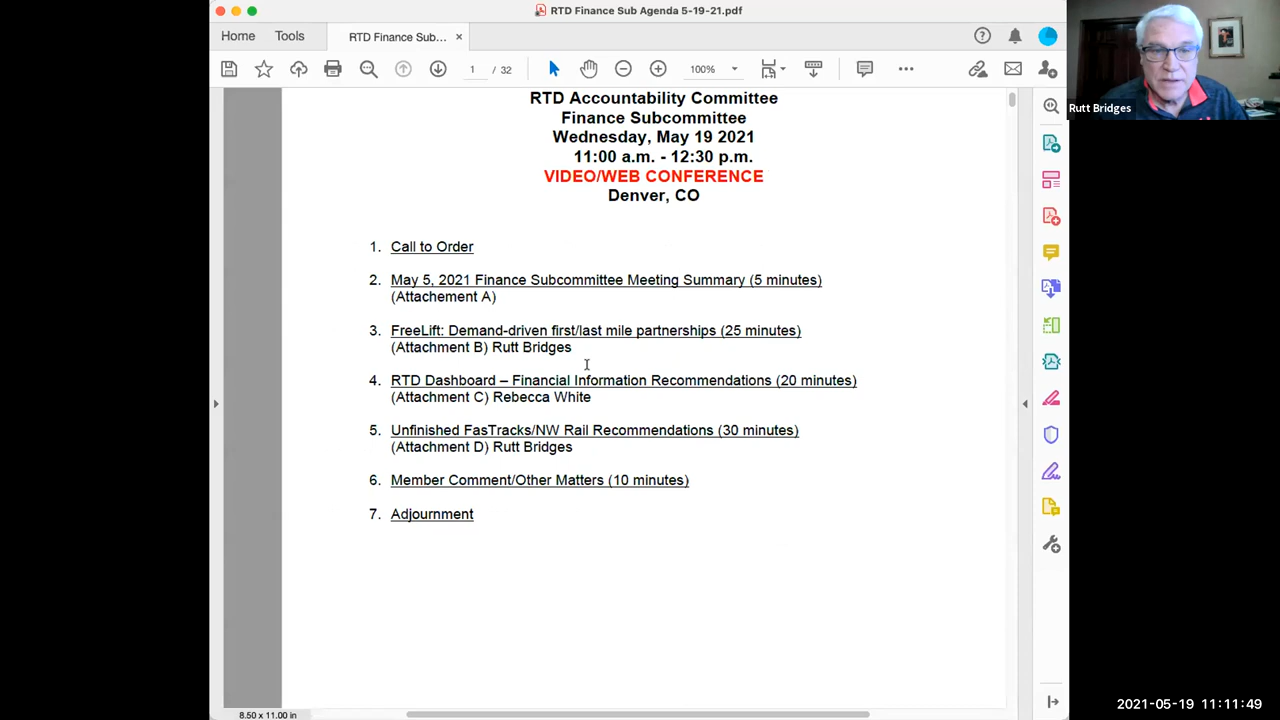 RTD Finance Sub Agenda 5-19-21.pdf
Home Tools RTD Finance Sub... ×
1 / 32 100%
Rutt Bridges
RTD Accountability Committee
Finance Subcommittee
Wednesday, May 19 2021
11:00 a.m. - 12:30 p.m.
VIDEO/WEB CONFERENCE
Denver, CO
1. Call to Order
2. May 5, 2021 Finance Subcommittee Meeting Summary (5 minutes)
(Attachement A)
3. FreeLift: Demand-driven first/last mile partnerships (25 minutes)
(Attachment B) Rutt Bridges
4. RTD Dashboard – Financial Information Recommendations (20 minutes)
(Attachment C) Rebecca White
5. Unfinished FasTracks/NW Rail Recommendations (30 minutes)
(Attachment D) Rutt Bridges
6. Member Comment/Other Matters (10 minutes)
7. Adjournment
8.50 x 11.00 in
2021-05-19 11:11:49